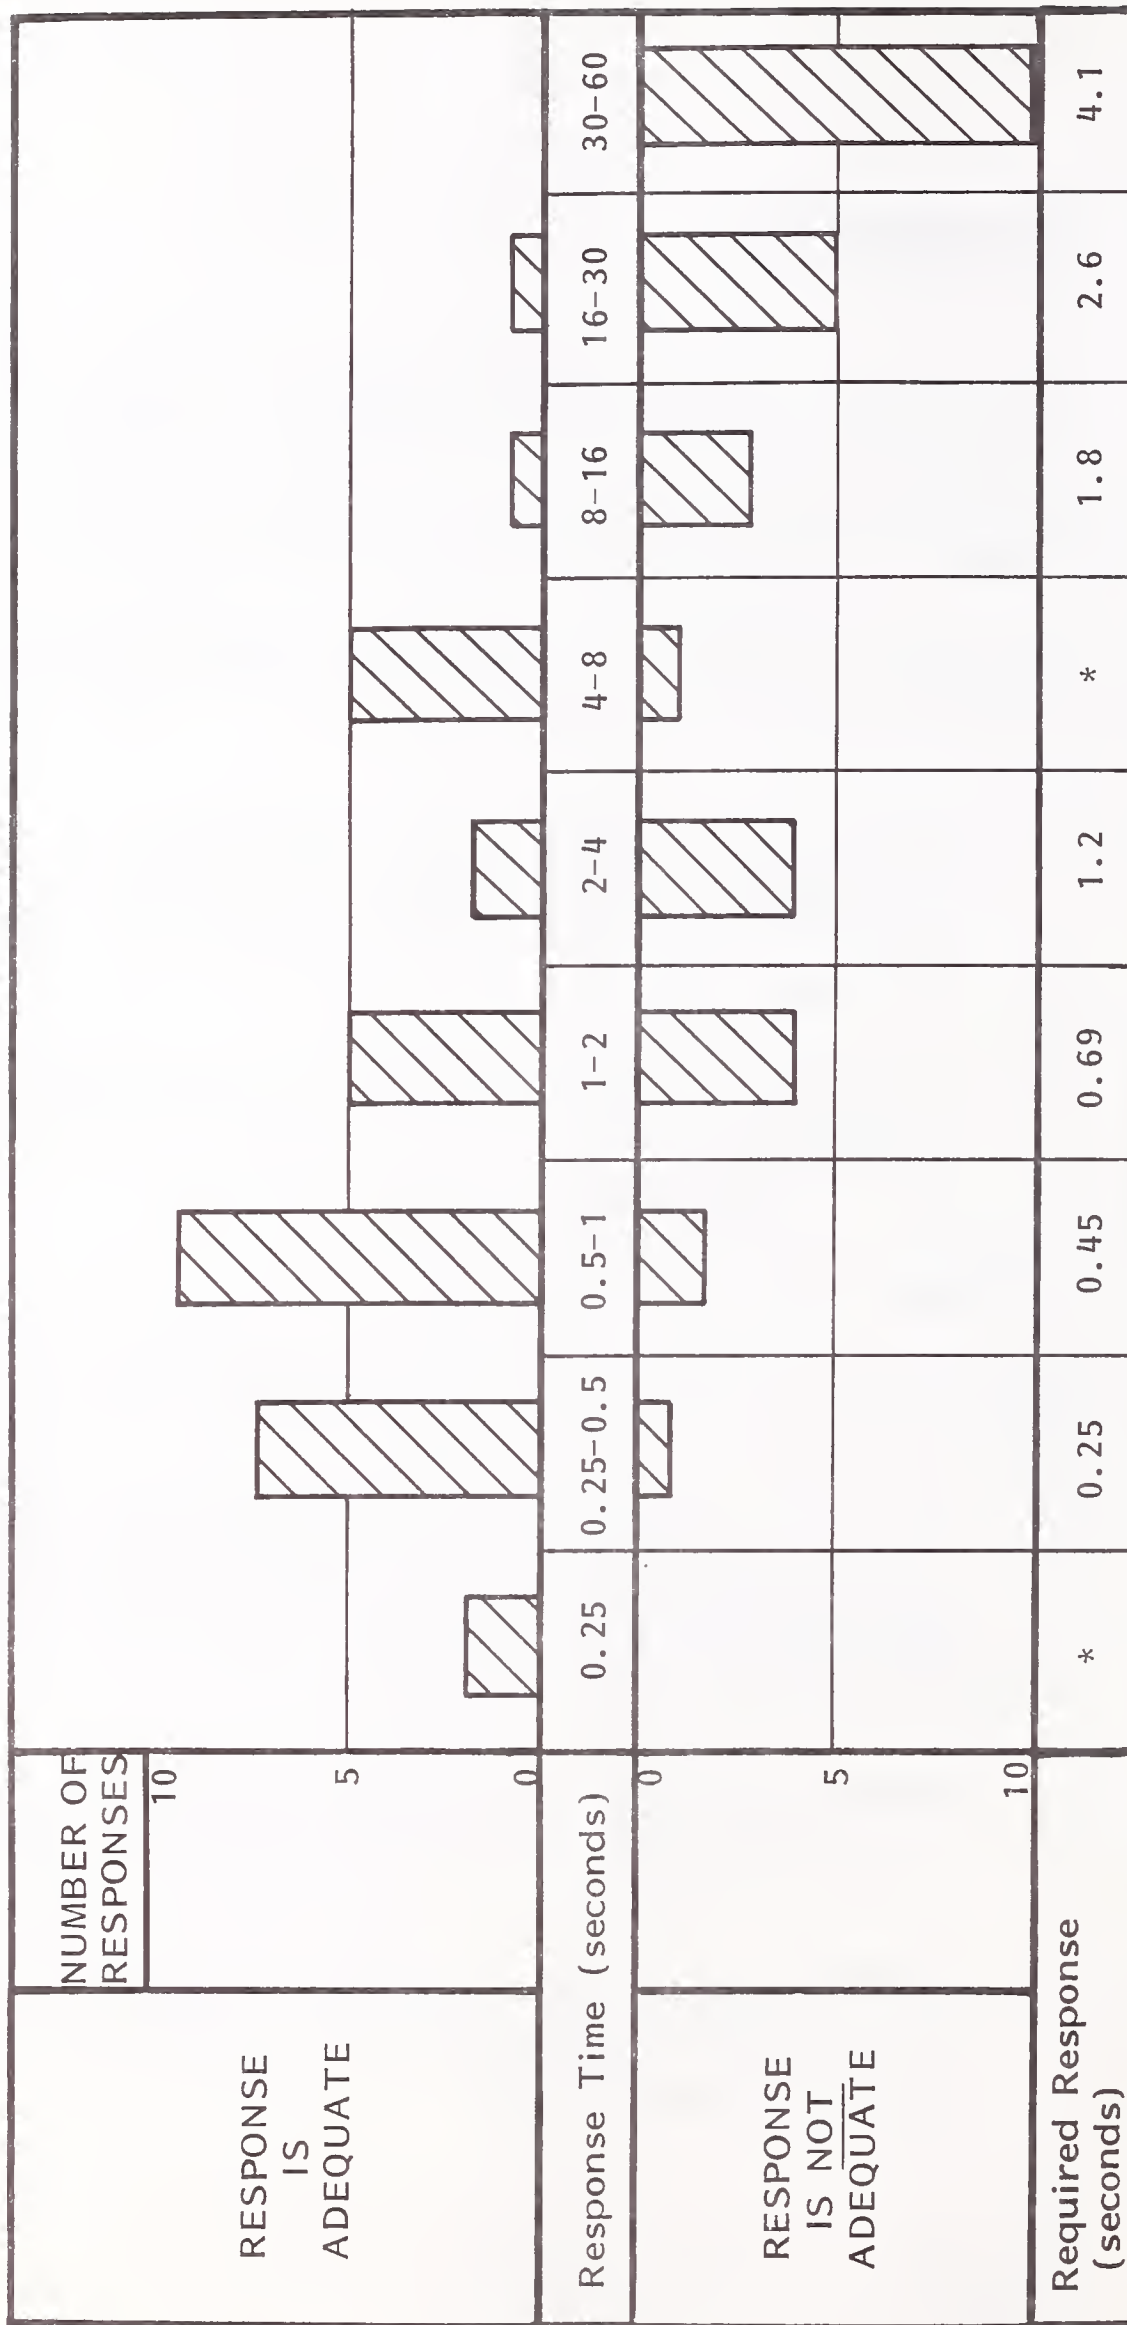 NUMBER OF
RESPONSES
RESPONSE
IS
ADEQUATE
10
5
0
Response Time (seconds)
0.25
0.25-0.5
0.5-1
1-2
2-4
4-8
8-16
16-30
30-60
RESPONSE
IS NOT
ADEQUATE
0
5
10
Required Response
(seconds)
*
0.25
0.45
0.69
1.2
*
1.8
2.6
4.1